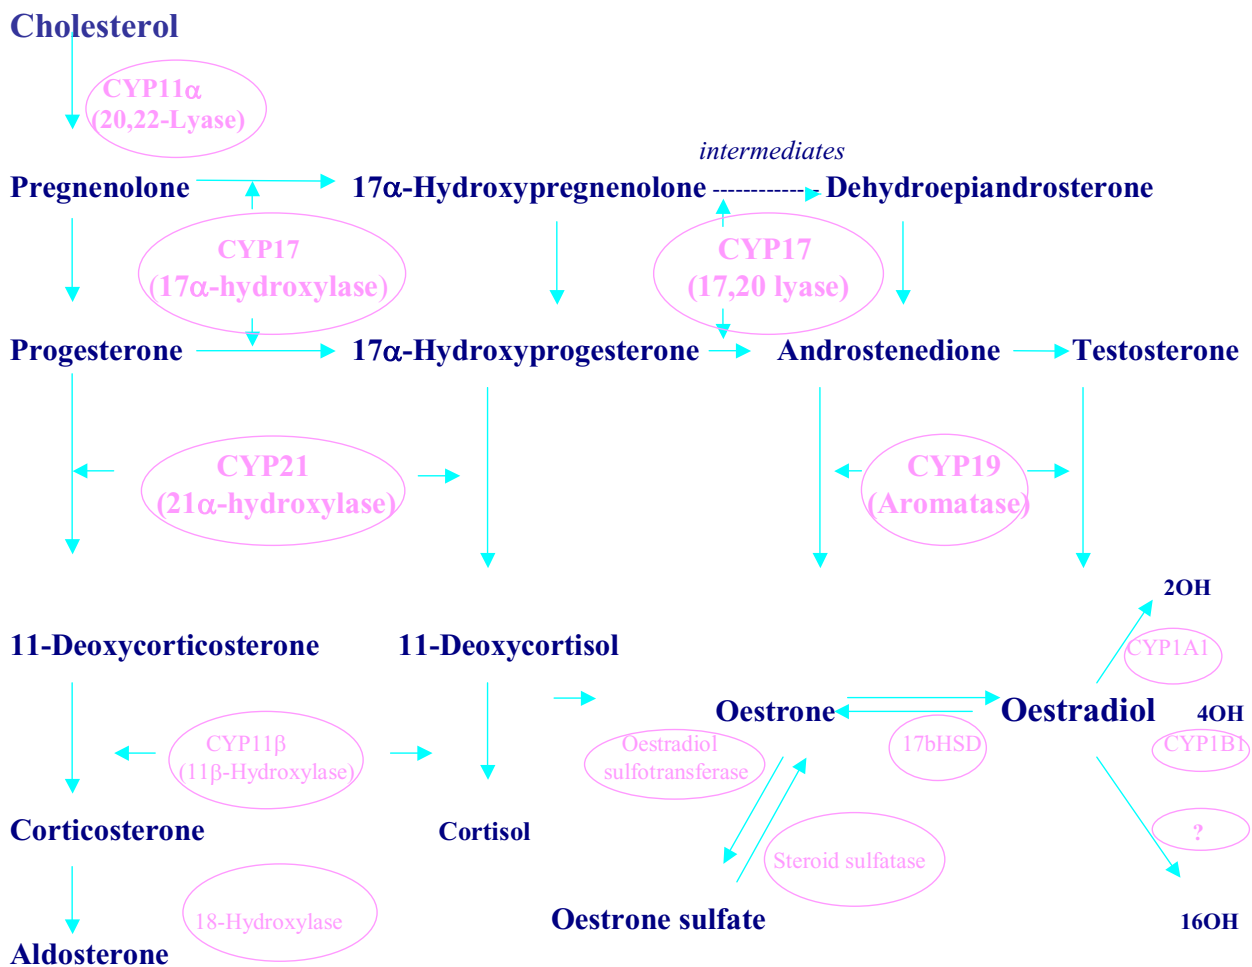 Cholesterol
CYP11α
(20,22-Lyase)
intermediates
Pregnenolone
17α-Hydroxypregnenolone
Dehydroepiandrosterone
CYP17
(17α-hydroxylase)
CYP17
(17,20 lyase)
Progesterone
17α-Hydroxyprogesterone
Androstenedione
Testosterone
CYP21
(21α-hydroxylase)
CYP19
(Aromatase)
2OH
11-Deoxycorticosterone
11-Deoxycortisol
CYP1A1
Oestrone
Oestradiol
4OH
CYP11β
(11β-Hydroxylase)
Oestradiol
sulfotransferase
17bHSD
CYP1B1
Corticosterone
Cortisol
?
Steroid sulfatase
18-Hydroxylase
Oestrone sulfate
16OH
Aldosterone